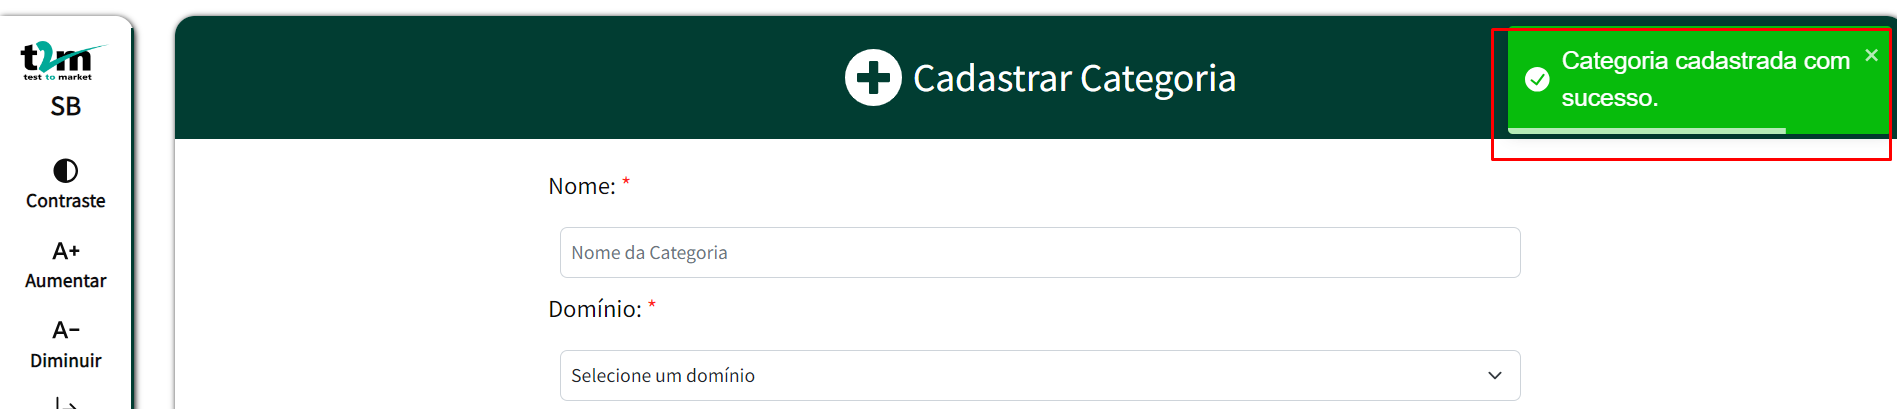 t2m
test to market
SB
Contraste
A+
Aumentar
A-
Diminuir
Cadastrar Categoria
Categoria cadastrada com
sucesso.
Nome: *
Nome da Categoria
Domínio: *
Selecione um domínio